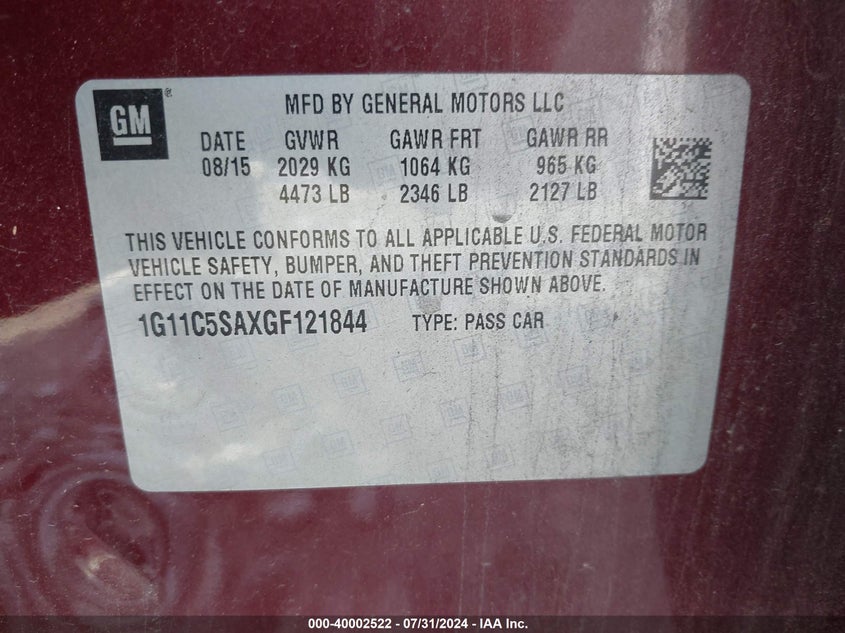 GM®
MFD BY GENERAL MOTORS LLC
DATE GVWR GAWR FRT GAWR RR
08/15 2029 KG 1064 KG 965 KG
4473 LB 2346 LB 2127 LB
THIS VEHICLE CONFORMS TO ALL APPLICABLE U.S. FEDERAL MOTOR
VEHICLE SAFETY, BUMPER, AND THEFT PREVENTION STANDARDS IN
EFFECT ON THE DATE OF MANUFACTURE SHOWN ABOVE.
1G11C5SAXGF121844 TYPE: PASS CAR
000-40002522 - 07/31/2024 - IAA Inc.